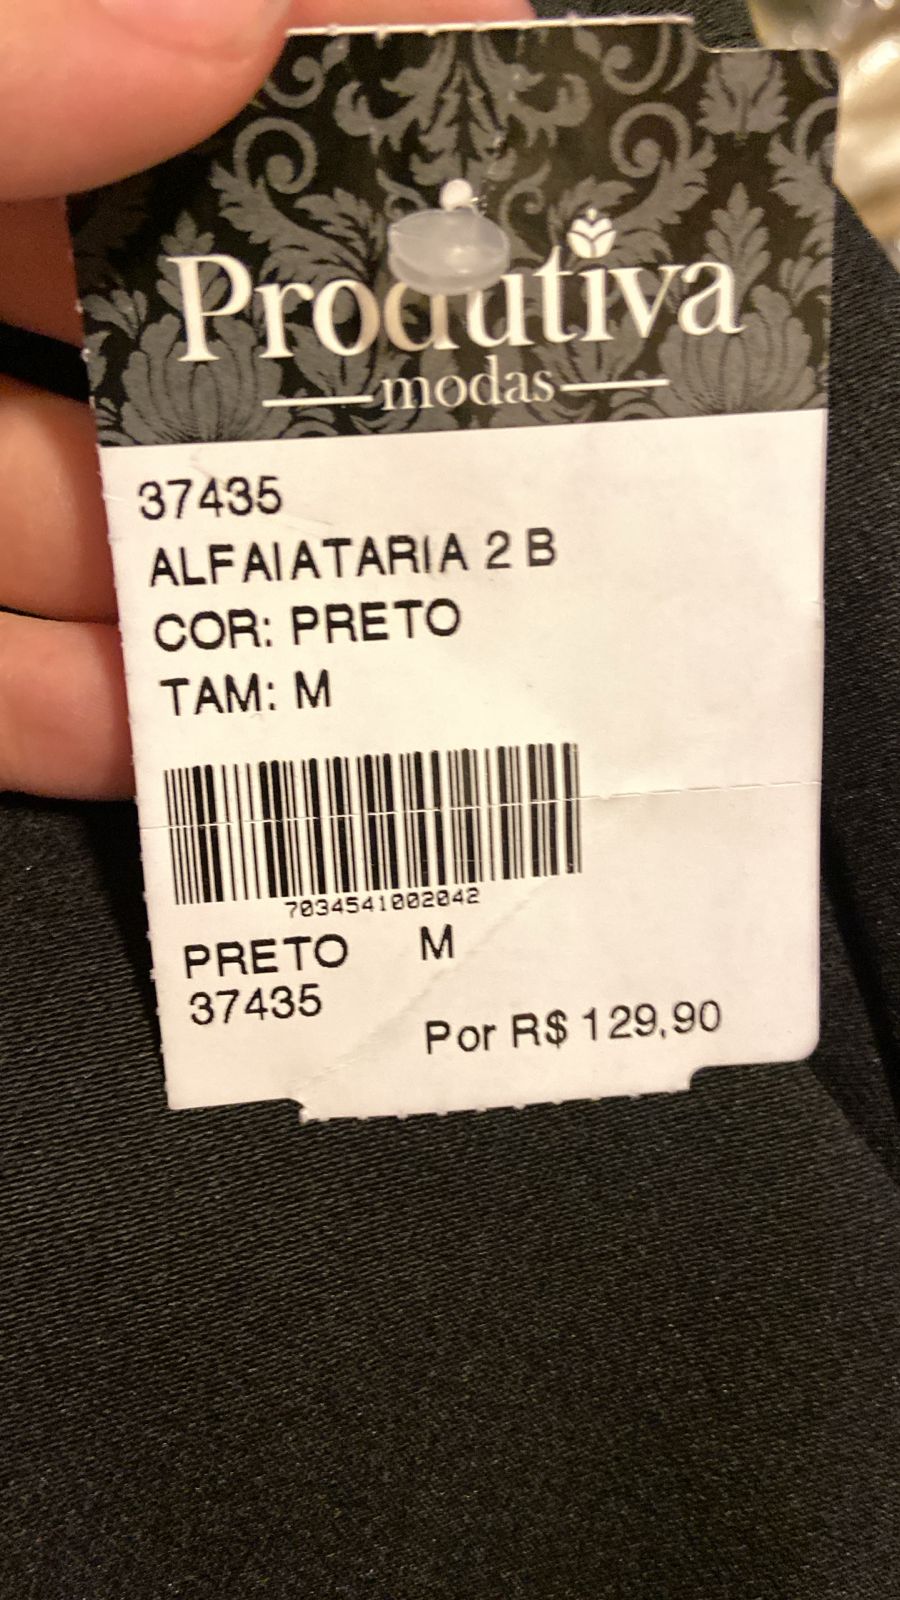 Produtiva
modas
37435
ALFAIATARIA 2 B
COR: PRETO
TAM: M
7034541002042
PRETO M
37435
Por R$ 129,90